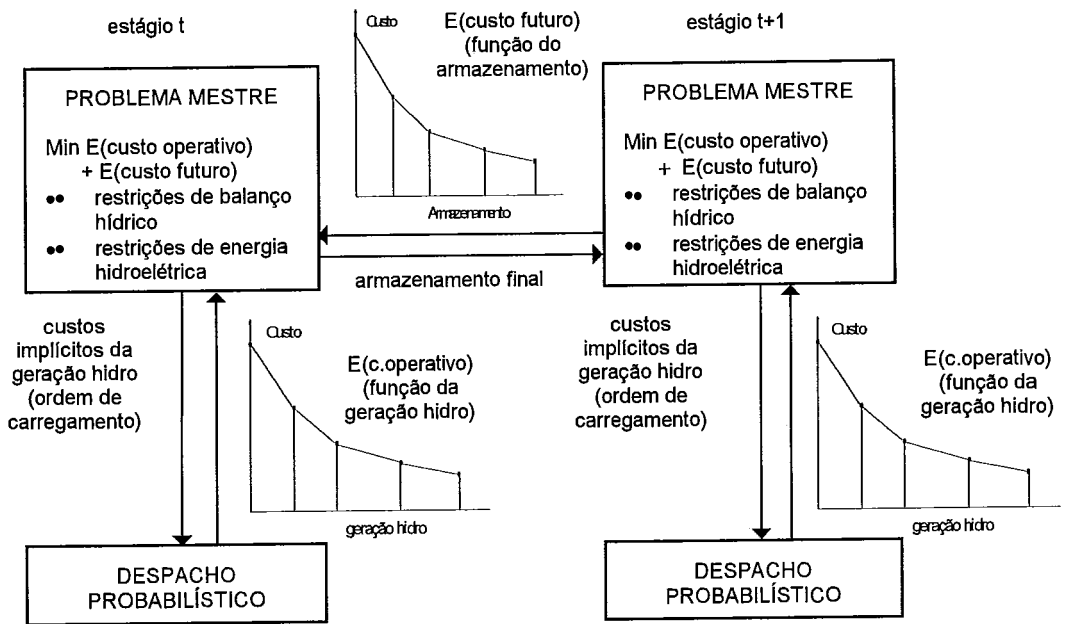 estágio t
Custo
E(custo futuro)
(função do
armazenamento)
estágio t+1
PROBLEMA MESTRE
Min E(custo operativo)
+ E(custo futuro)
•• restrições de balanço
hídrico
•• restrições de energia
hidroelétrica
Armazenamento
armazenamento final
PROBLEMA MESTRE
Min E(custo operativo)
+ E(custo futuro)
•• restrições de balanço
hídrico
•• restrições de energia
hidroelétrica
custos
implícitos da
geração hidro
(ordem de
carregamento)
Custo
E(c.operativo)
(função da
geração hidro)
geração hidro
custos
implícitos da
geração hidro
(ordem de
carregamento)
Custo
E(c.operativo)
(função da
geração hidro)
geração hidro
DESPACHO
PROBABILÍSTICO
DESPACHO
PROBABILÍSTICO